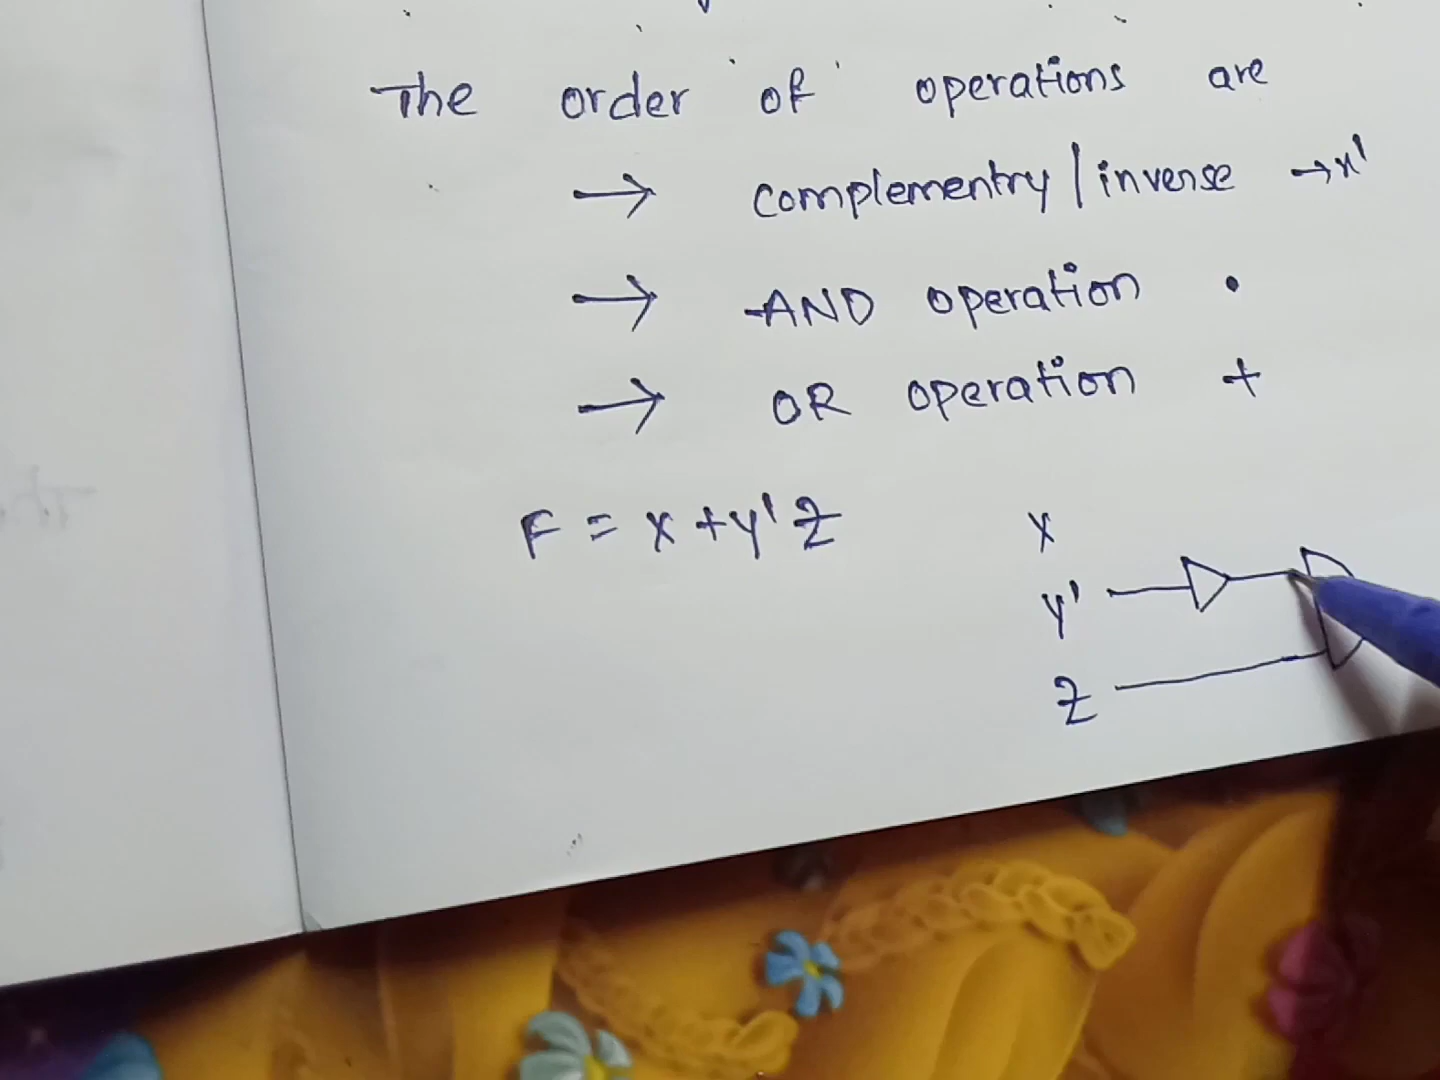 The order of operations are
→ complementry/inverse → x'
→ AND operation •
→ OR operation +
F = x + y' z
x
y'
z